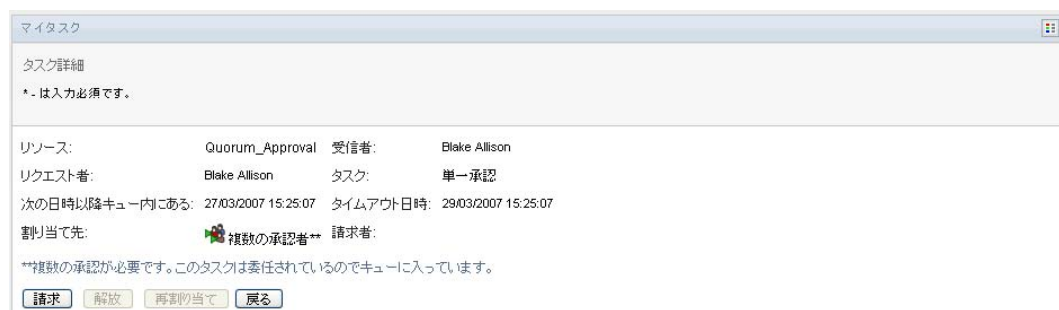 マイタスク
タスク詳細
* - は入力必須です。
リソース: Quorum_Approval 受信者: Blake Allison
リクエスト者: Blake Allison タスク: 単一承認
次の日時以降キュー内にある: 27/03/2007 15:25:07 タイムアウト日時: 29/03/2007 15:25:07
割り当て先: 複数の承認者** 請求者:
**複数の承認が必要です。このタスクは委任されているのでキューに入っています。
請求 解放 再割り当て 戻る